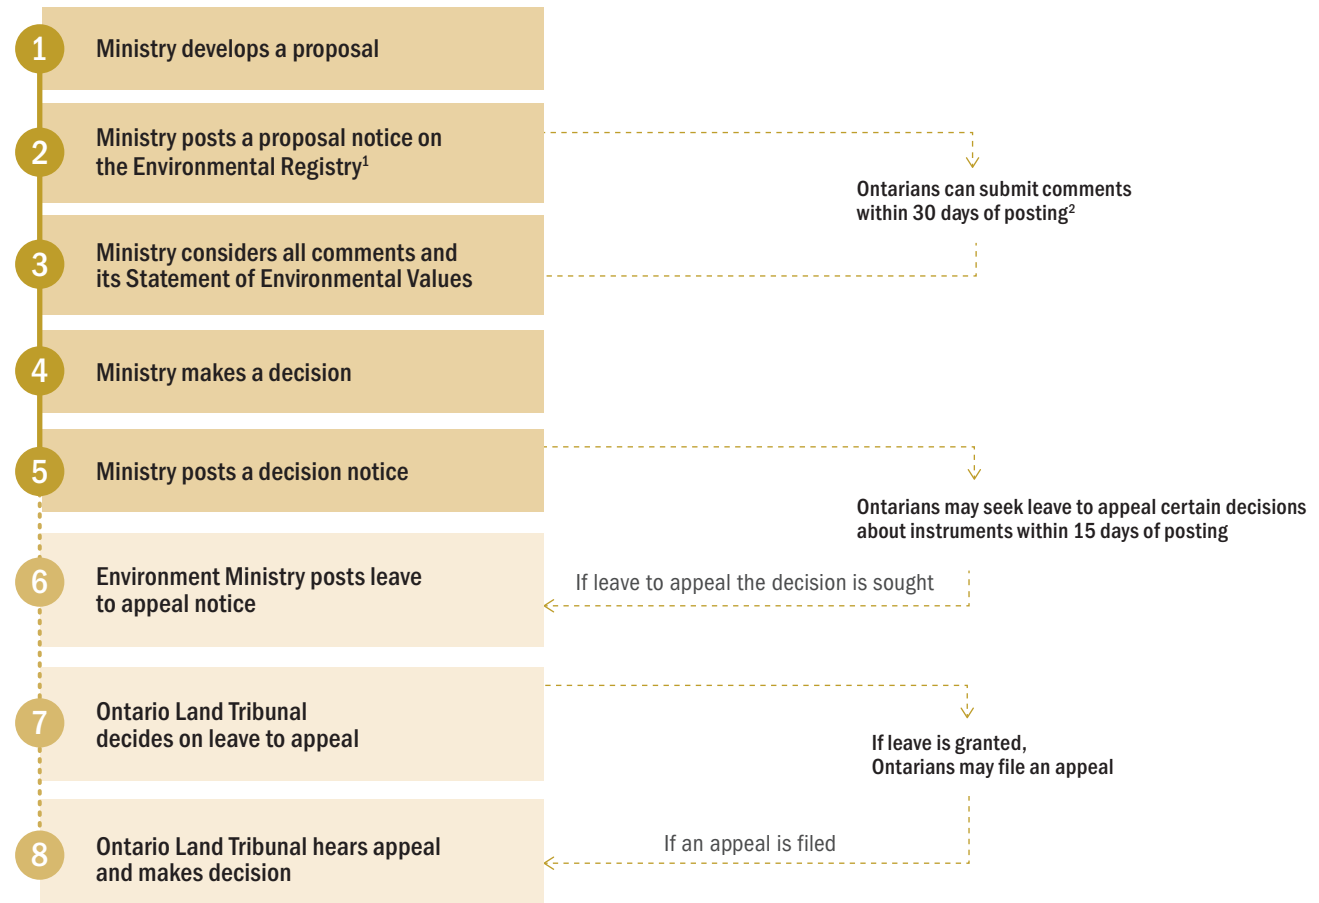 1
Ministry develops a proposal
2
Ministry posts a proposal notice on
the Environmental Registry¹
Ontarians can submit comments
within 30 days of posting²
3
Ministry considers all comments and
its Statement of Environmental Values
4
Ministry makes a decision
5
Ministry posts a decision notice
Ontarians may seek leave to appeal certain decisions
about instruments within 15 days of posting
6
Environment Ministry posts leave
to appeal notice
If leave to appeal the decision is sought
7
Ontario Land Tribunal
decides on leave to appeal
If leave is granted,
Ontarians may file an appeal
8
Ontario Land Tribunal hears appeal
and makes decision
If an appeal is filed